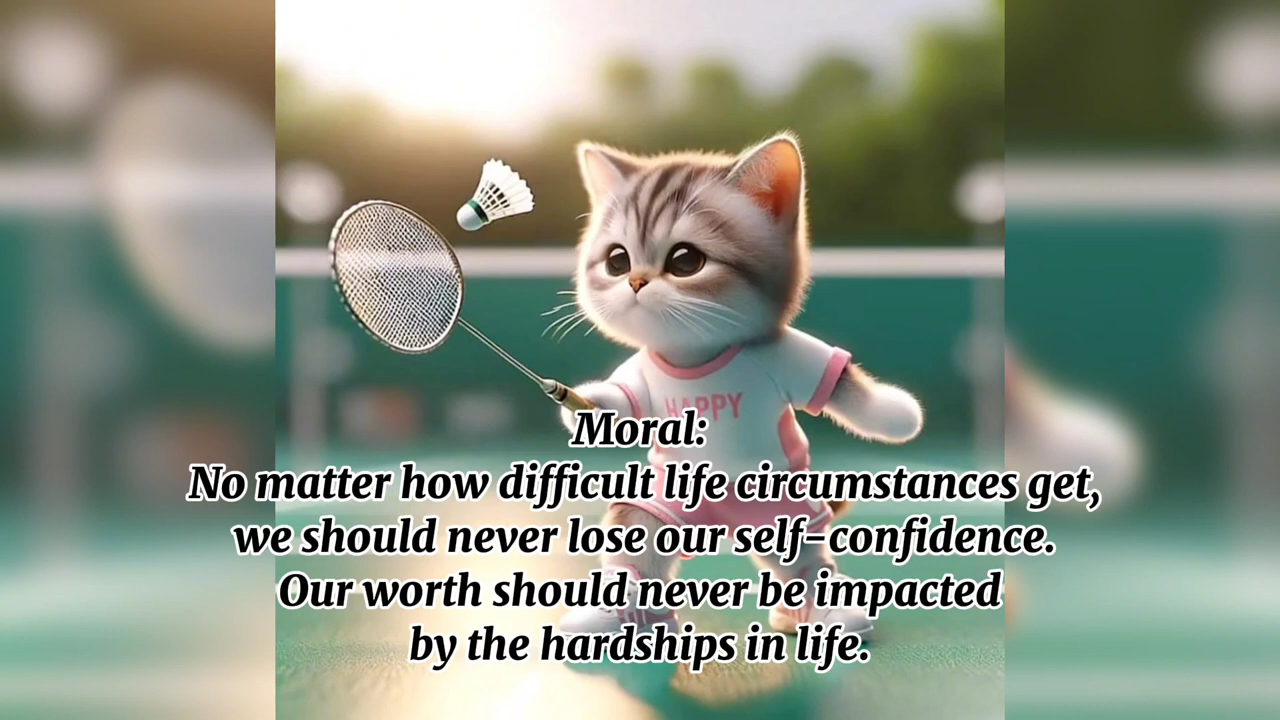 HAPPY
Moral:
No matter how difficult life circumstances get,
we should never lose our self-confidence.
Our worth should never be impacted
by the hardships in life.